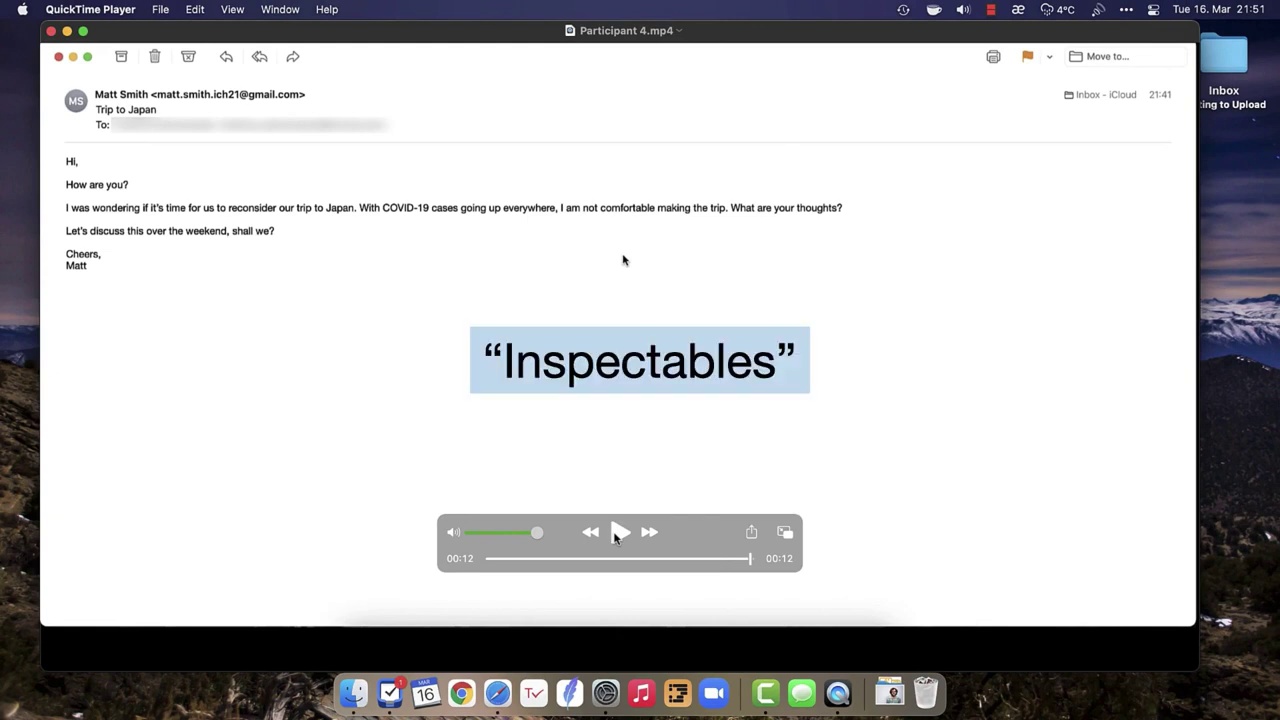 QuickTime Player File Edit View Window Help
4°C
Tue 16. Mar 21:51
Participant 4.mp4
Move to...
MS
Matt Smith <matt.smith.ich21@gmail.com>
Inbox - iCloud 21:41
Trip to Japan
To:
Hi,
How are you?
I was wondering if it's time for us to reconsider our trip to Japan. With COVID-19 cases going up everywhere, I am not comfortable making the trip. What are your thoughts?
Let's discuss this over the weekend, shall we?
Cheers,
Matt
Inbox
ing to Upload
“Inspectables”
00:12
00:12
1
MAR
16